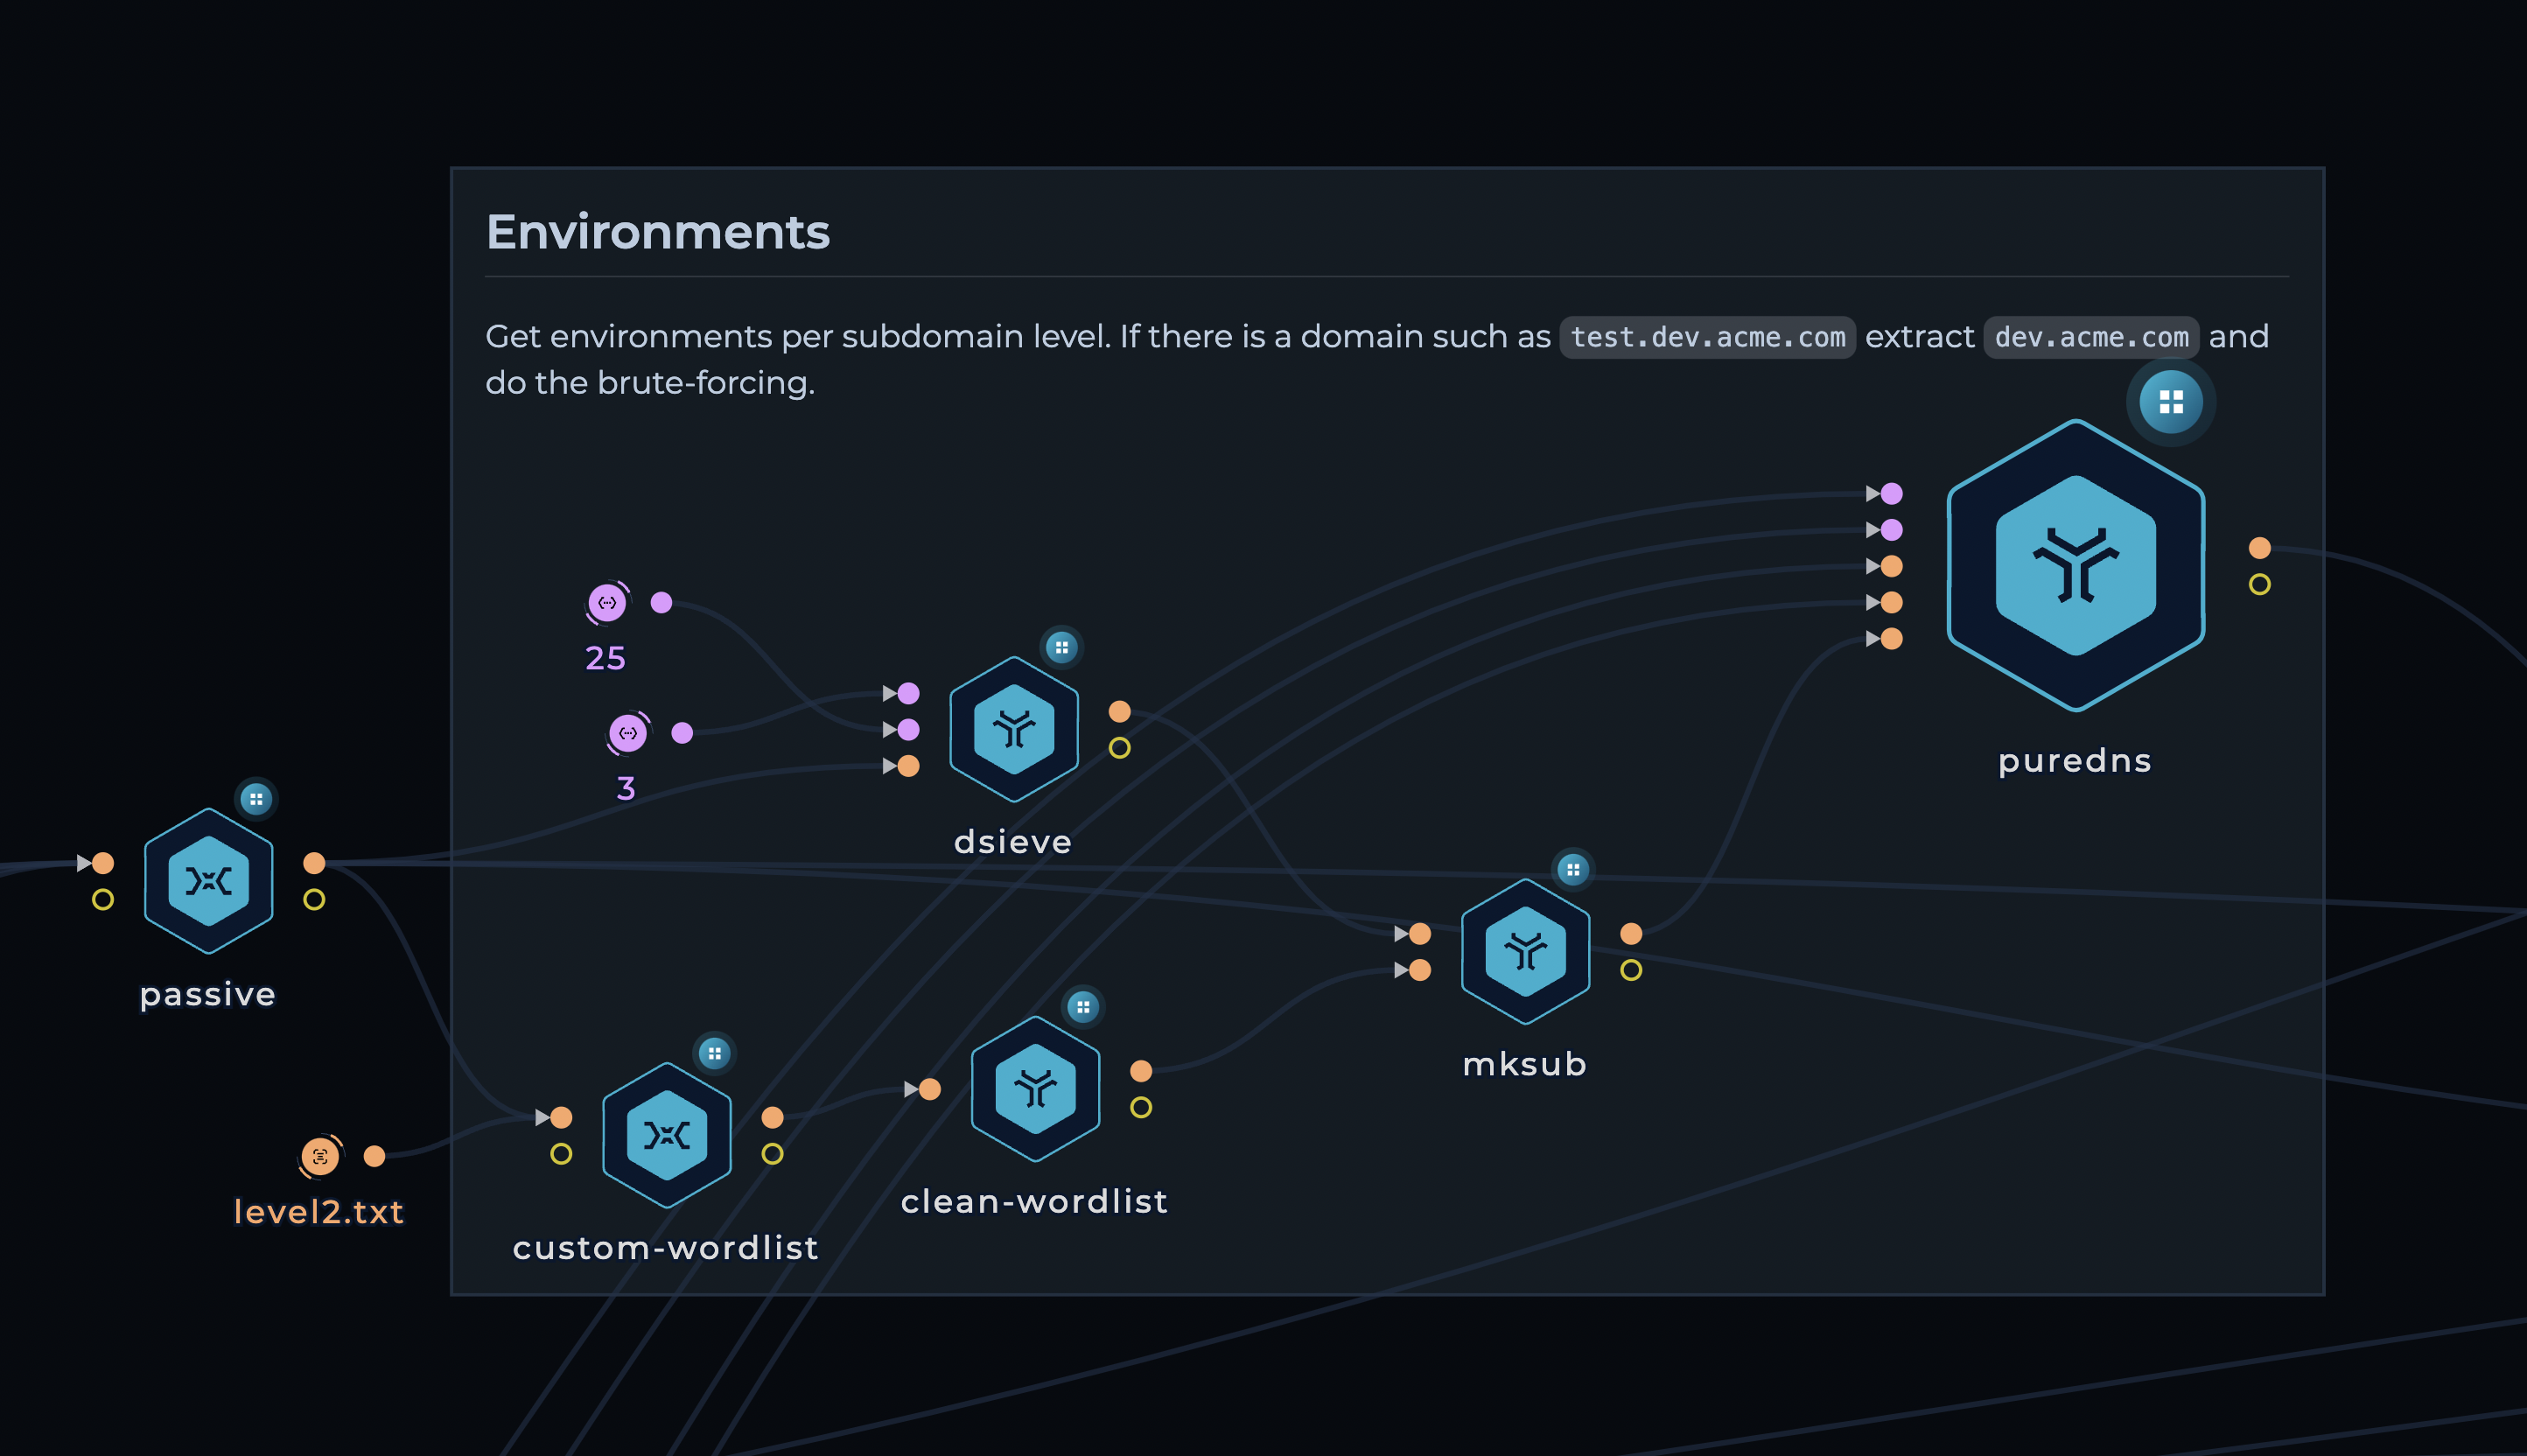 Environments
Get environments per subdomain level. If there is a domain such as test.dev.acme.com extract dev.acme.com and
do the brute-forcing.
25
3
dsieve
puredns
passive
mksub
level2.txt
clean-wordlist
custom-wordlist